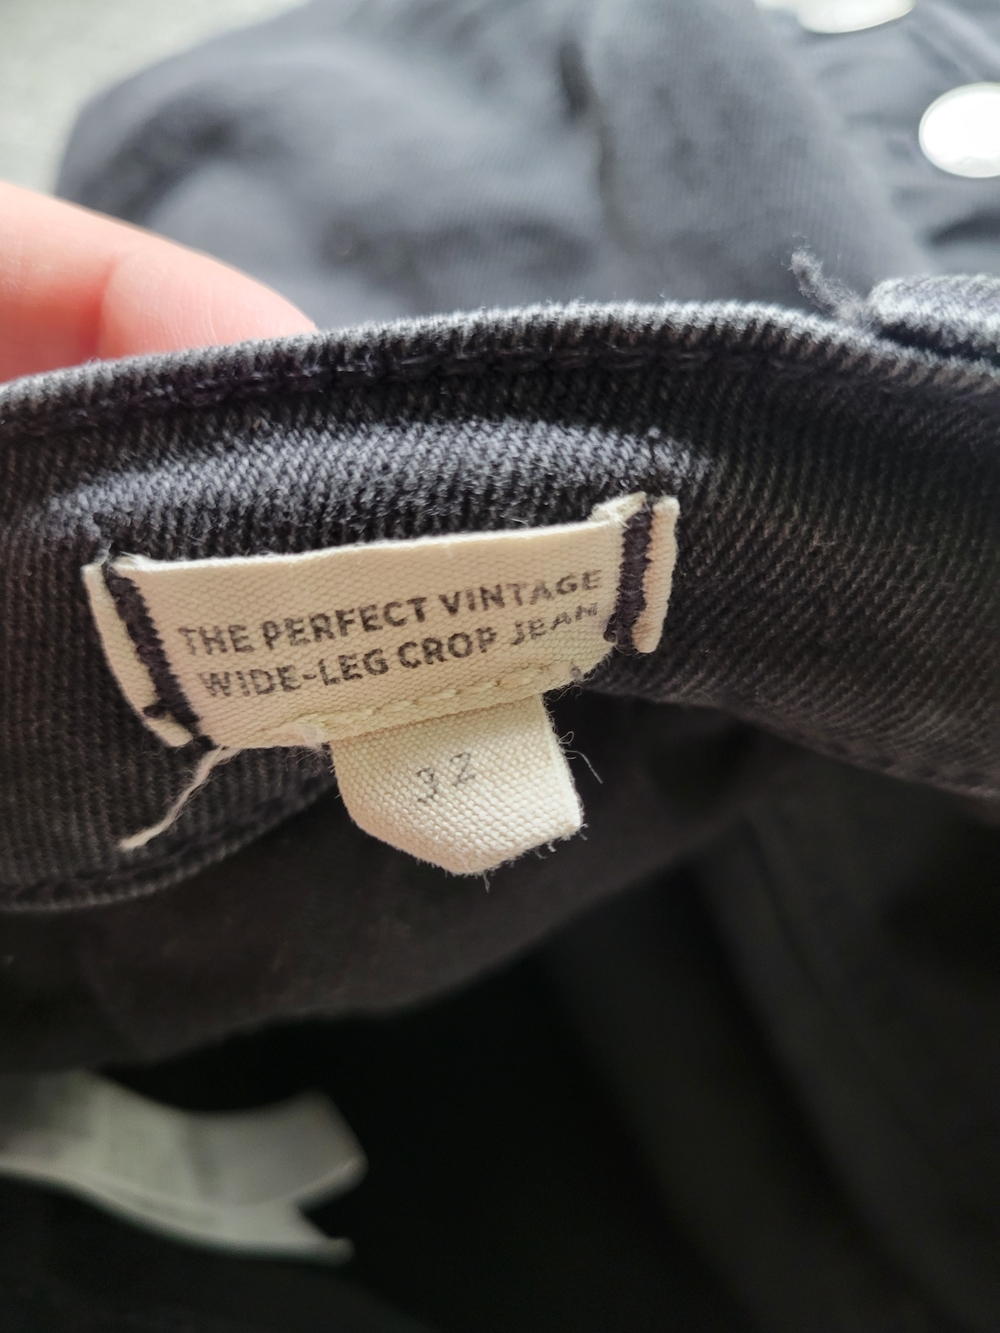 THE PERFECT VINTAGE
WIDE-LEG CROP JEAN
32